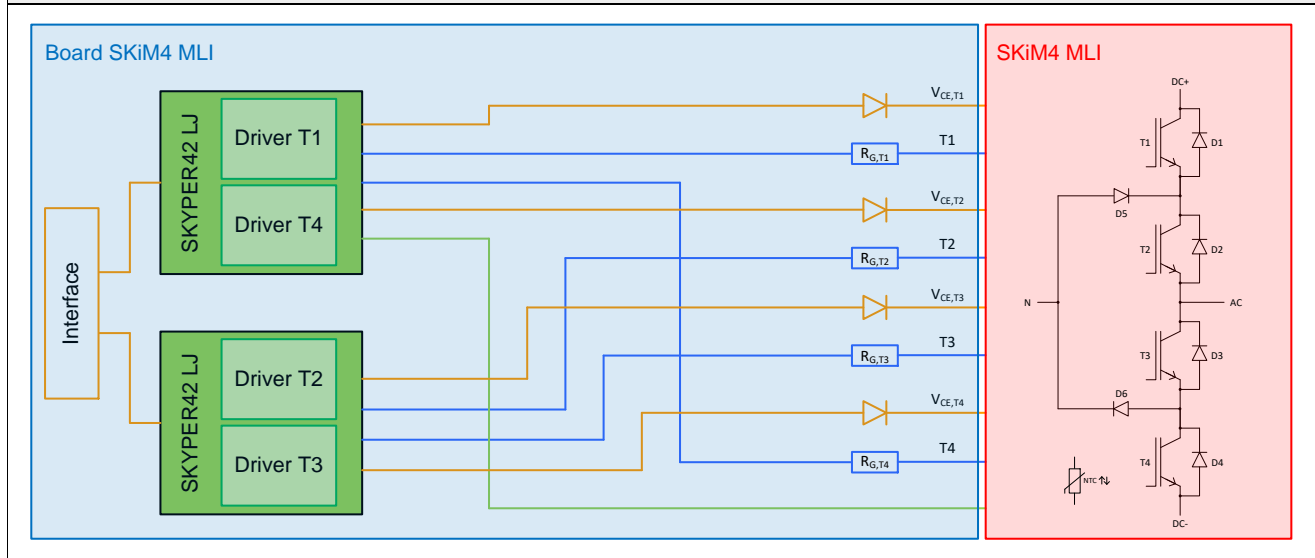 Board SKiM4 MLI
SKYPER42 LJ
Driver T1
Driver T4
Interface
SKYPER42 LJ
Driver T2
Driver T3
VCE,T1
T1
RG,T1
VCE,T2
T2
RG,T2
VCE,T3
T3
RG,T3
VCE,T4
T4
RG,T4
SKiM4 MLI
DC+
T1
D1
D5
T2
D2
N
AC
T3
D3
D6
T4
D4
NTC
DC-